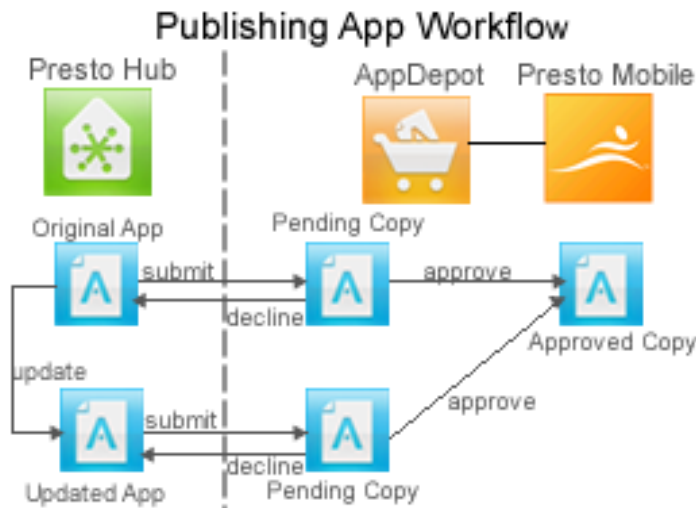 Publishing App Workflow
Presto Hub
AppDepot
Presto Mobile
Original App
Pending Copy
submit
approve
decline
Approved Copy
update
submit
approve
decline
Updated App
Pending Copy